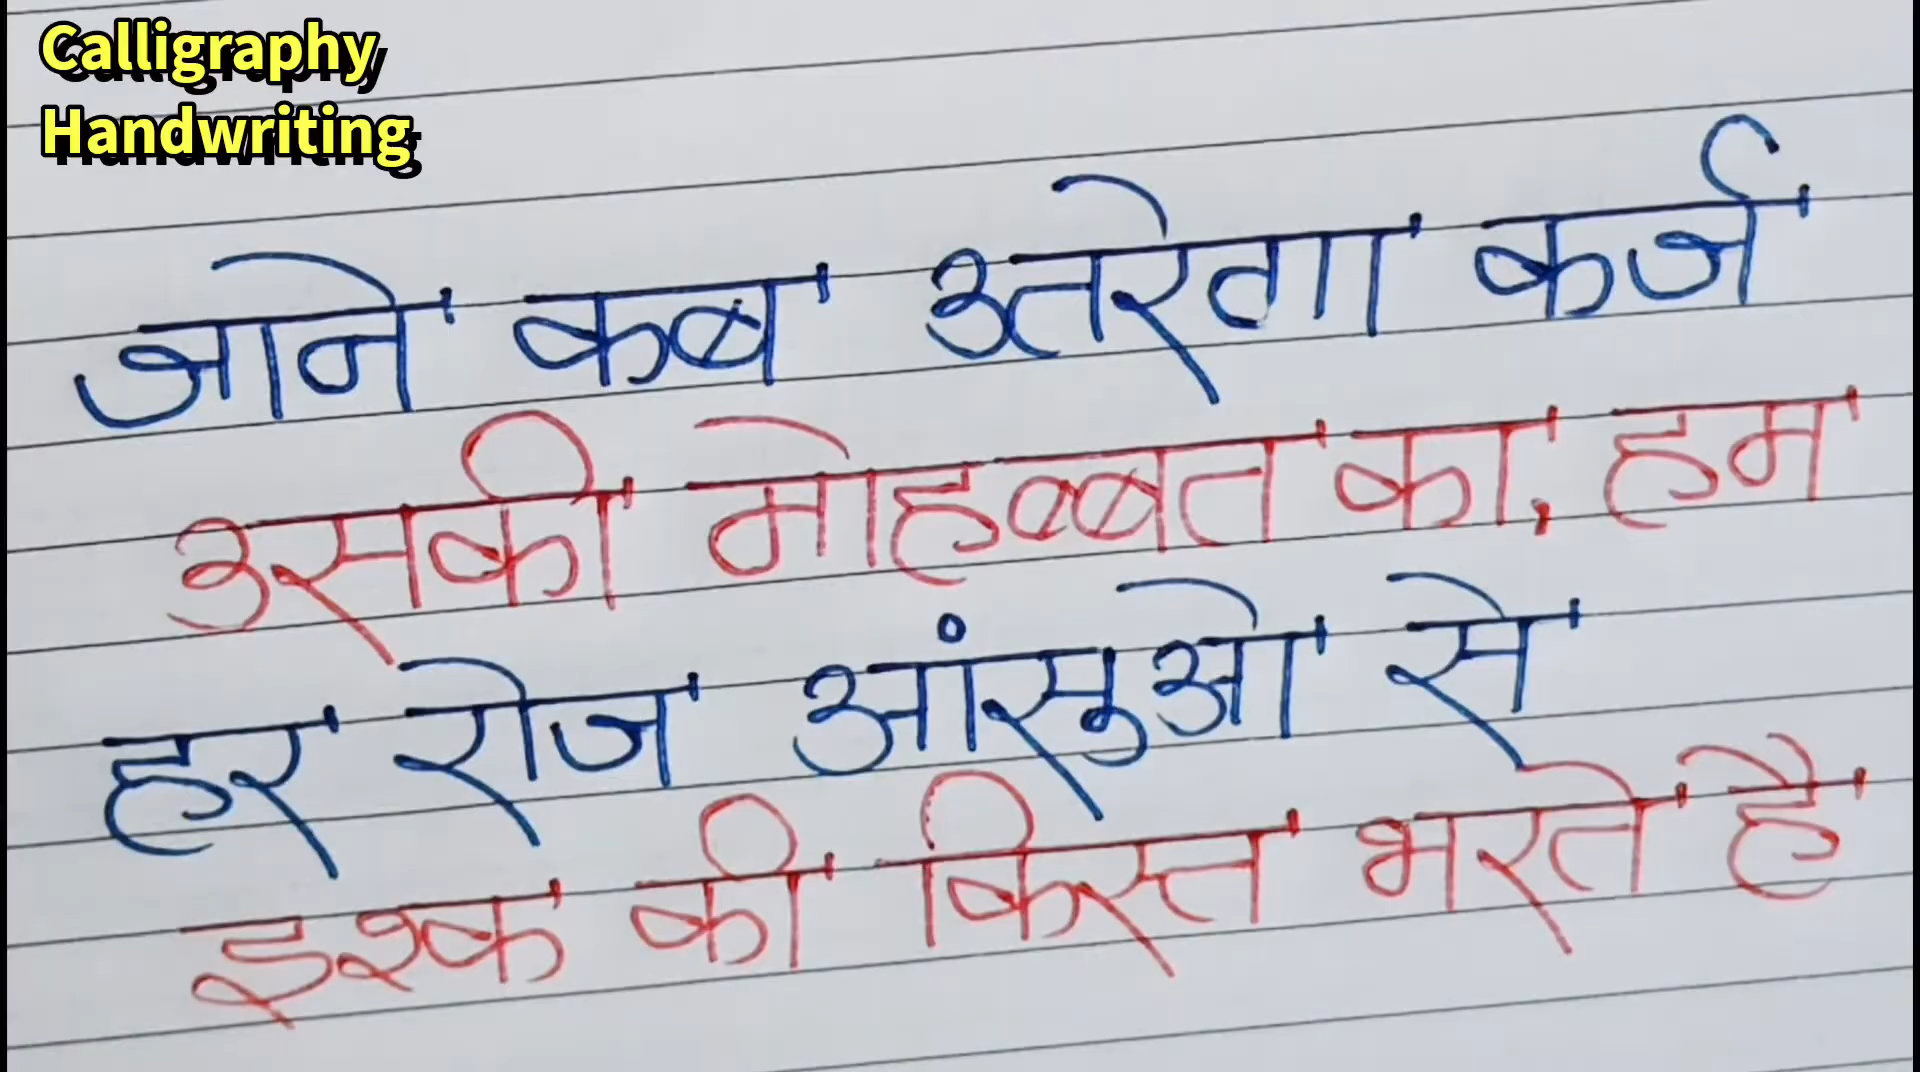 Calligraphy
Handwriting
जाने कब उतरेगा कर्ज
उसकी मोहब्बत का, हम
हर रोज आंसुओ से
इश्क की किस्त भरते है